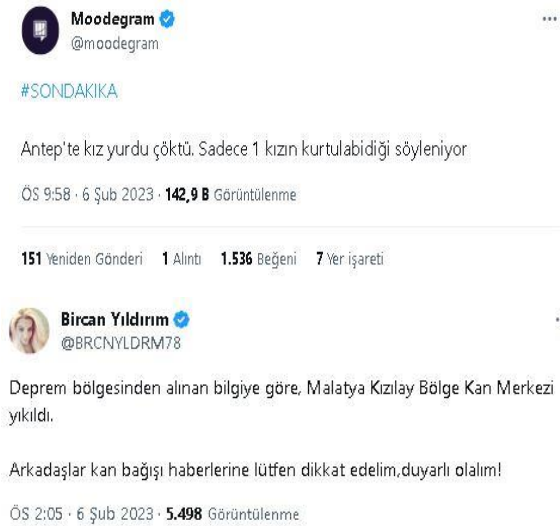 Moodegram
@moodegram
#SONDAKIKA
Antep'te kız yurdu çöktü. Sadece 1 kızın kurtulabidiği söyleniyor
ÖS 9:58 · 6 Şub 2023 · 142,9 B Görüntülenme
151 Yeniden Gönderi 1 Alıntı 1.536 Beğeni 7 Yer işareti
Bircan Yıldırım
@BRCNYLDRM78
Deprem bölgesinden alınan bilgiye göre, Malatya Kızılay Bölge Kan Merkezi
yıkıldı.
Arkadaşlar kan bağışı haberlerine lütfen dikkat edelim,duyarlı olalım!
ÖS 2:05 · 6 Şub 2023 · 5.498 Görüntülenme